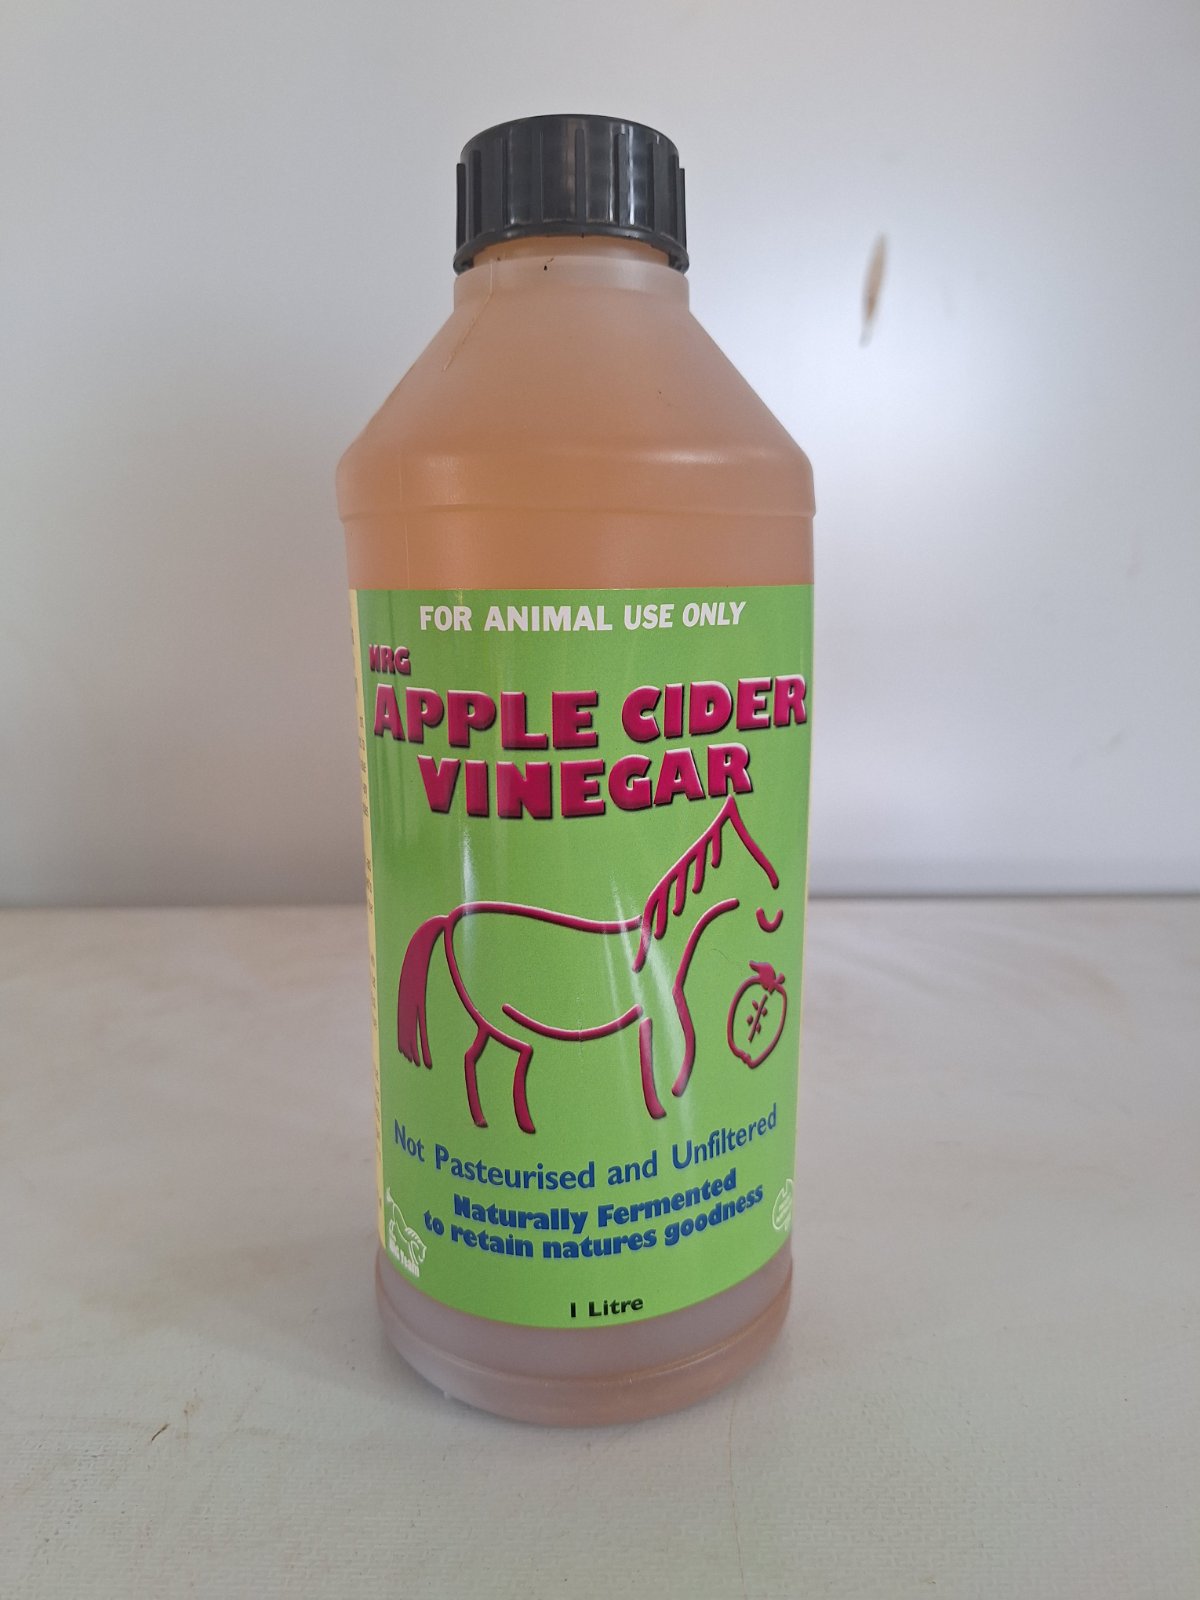 FOR ANIMAL USE ONLY
NRG
APPLE CIDER
VINEGAR
Not Pasteurised and Unfiltered
Naturally Fermented
to retain natures goodness
1 Litre